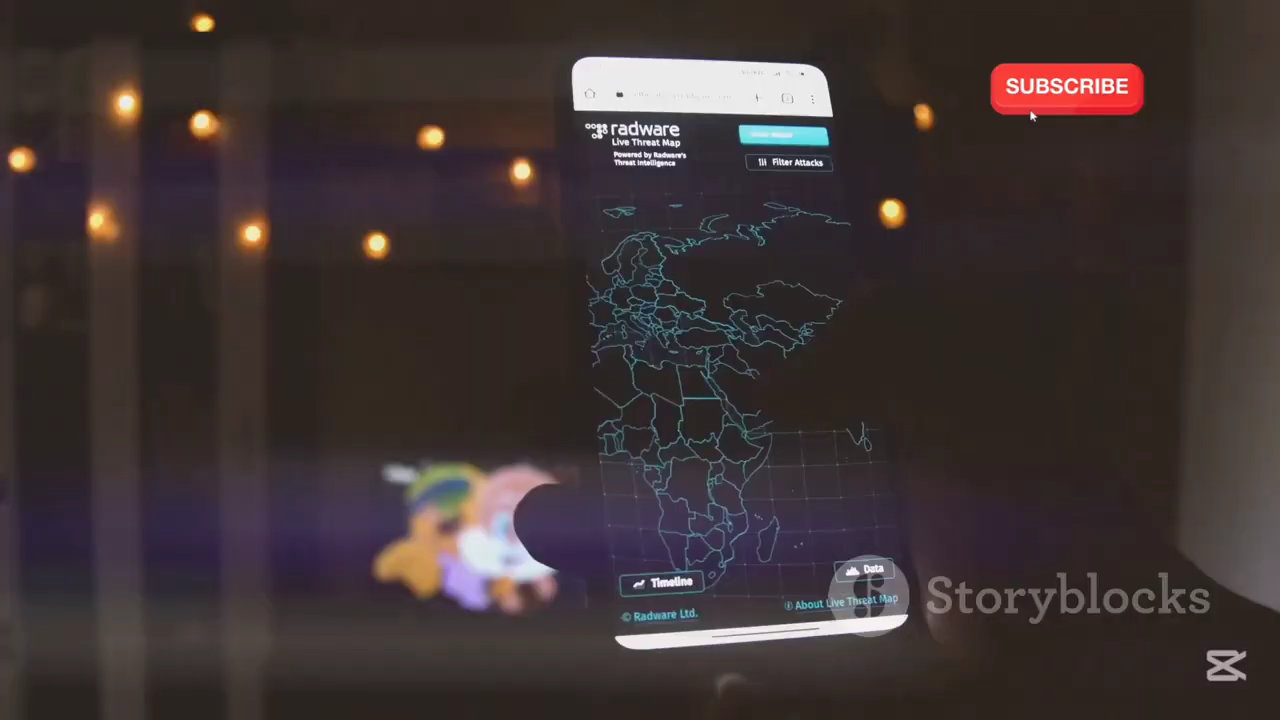 SUBSCRIBE
radware
Live Threat Map
Powered by Radware's
Threat Intelligence
Filter Attacks
Timeline
Data
© Radware Ltd.
About Live Threat Map
Storyblocks